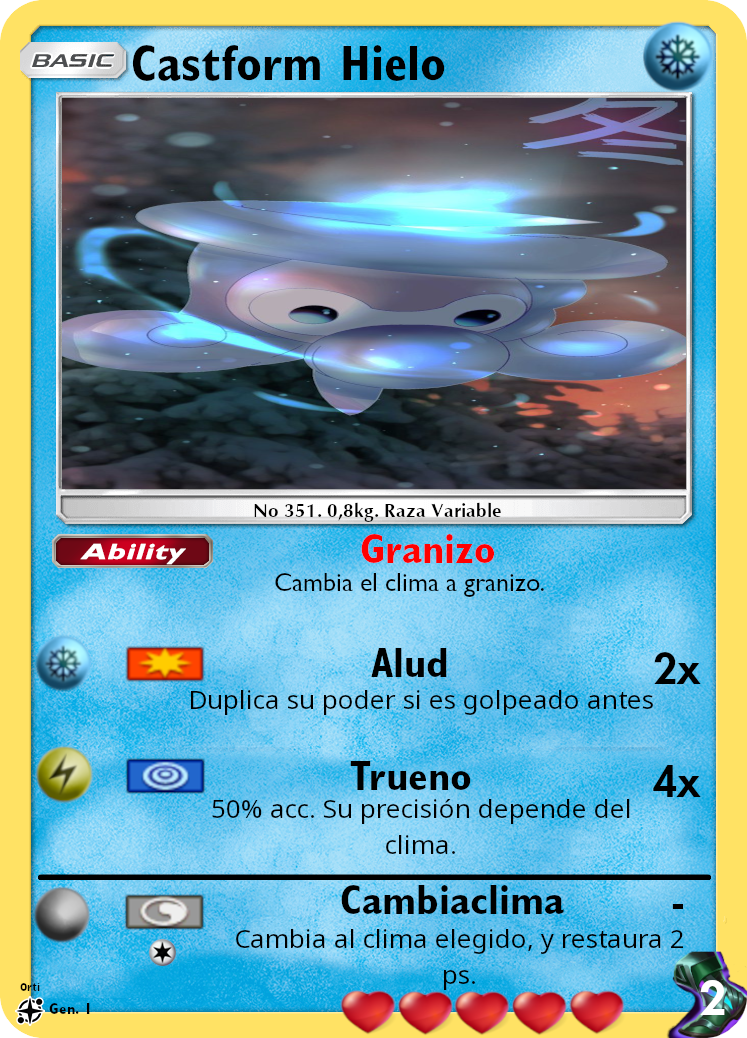 BASIC Castform Hielo
冬
No 351. 0,8kg. Raza Variable
Ability Granizo
Cambia el clima a granizo.
Alud 2x
Duplica su poder si es golpeado antes
Trueno 4x
50% acc. Su precisión depende del
clima.
Cambiaclima -
Cambia al clima elegido, y restaura 2
ps.
Orti
Gen. 1
2